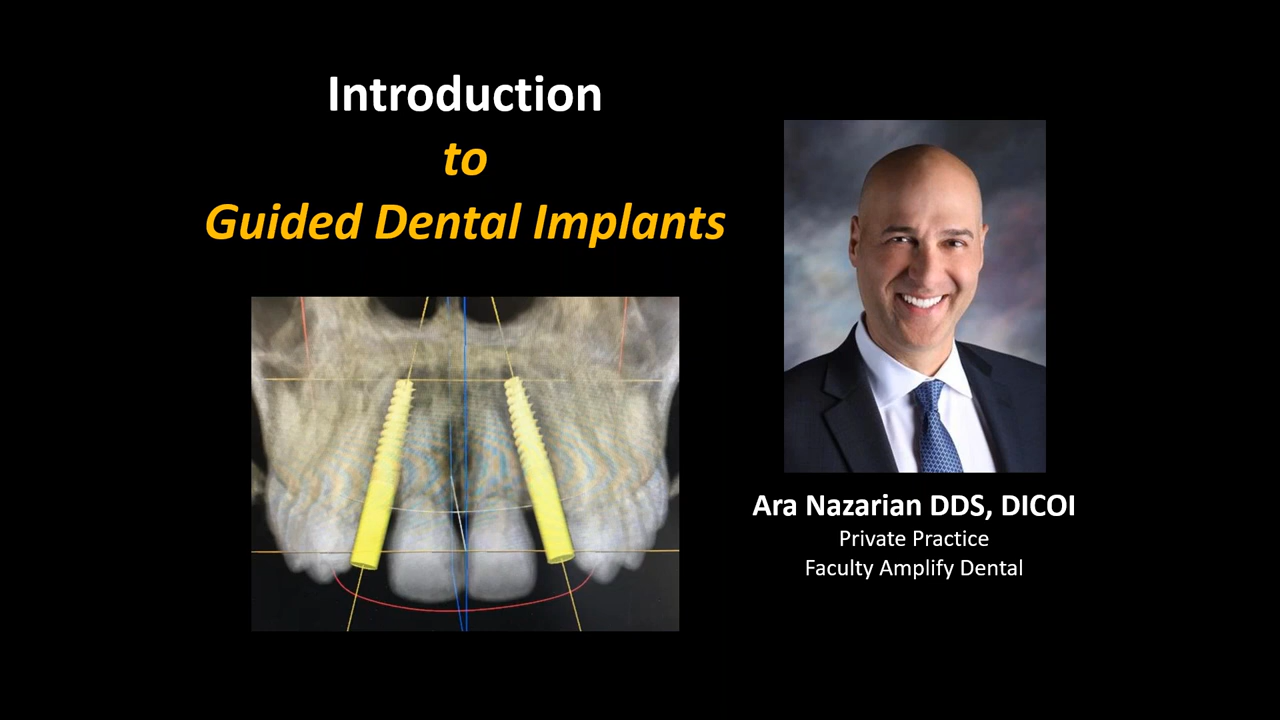 Introduction
to
Guided Dental Implants
Ara Nazarian DDS, DICOI
Private Practice
Faculty Amplify Dental